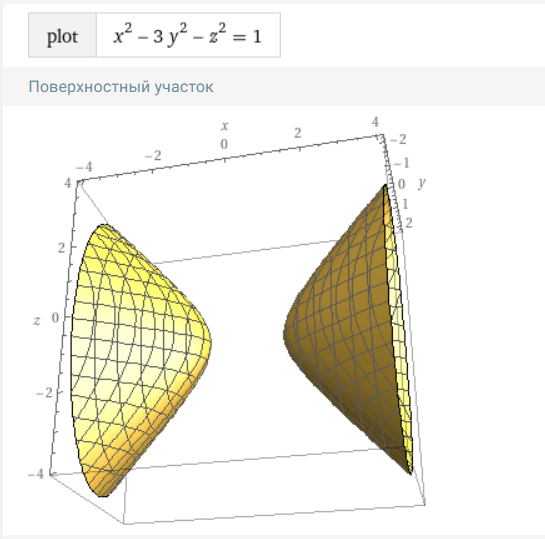 plot x² – 3 y² – z² = 1
Поверхностный участок
x
–4 –2 0 2 4
–2
–1
0 y
1
2
4
2
z 0
–2
–4